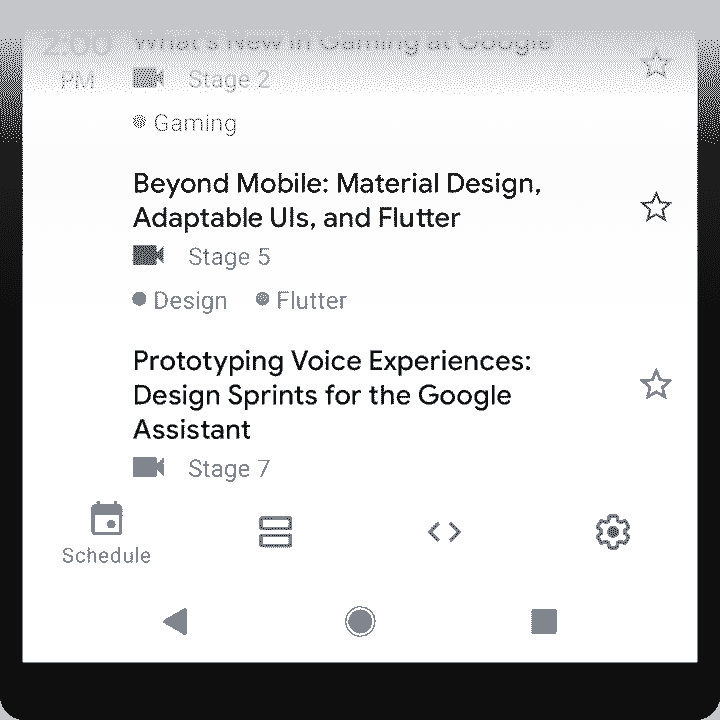 2:00 What's New in Gaming at Google
PM Stage 2
Gaming
Beyond Mobile: Material Design,
Adaptable UIs, and Flutter
Stage 5
Design Flutter
Prototyping Voice Experiences:
Design Sprints for the Google
Assistant
Stage 7
Schedule